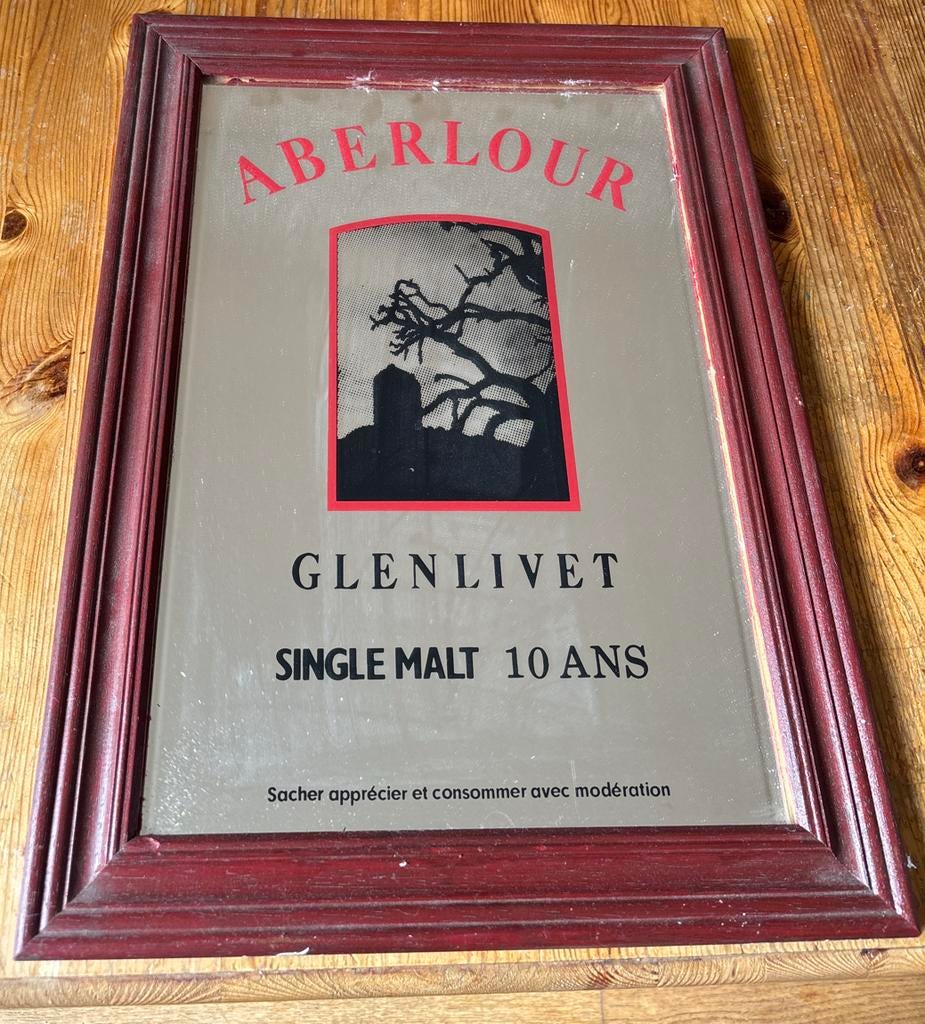 ABERLOUR
GLENLIVET
SINGLE MALT 10 ANS
Sacher apprécier et consommer avec modération